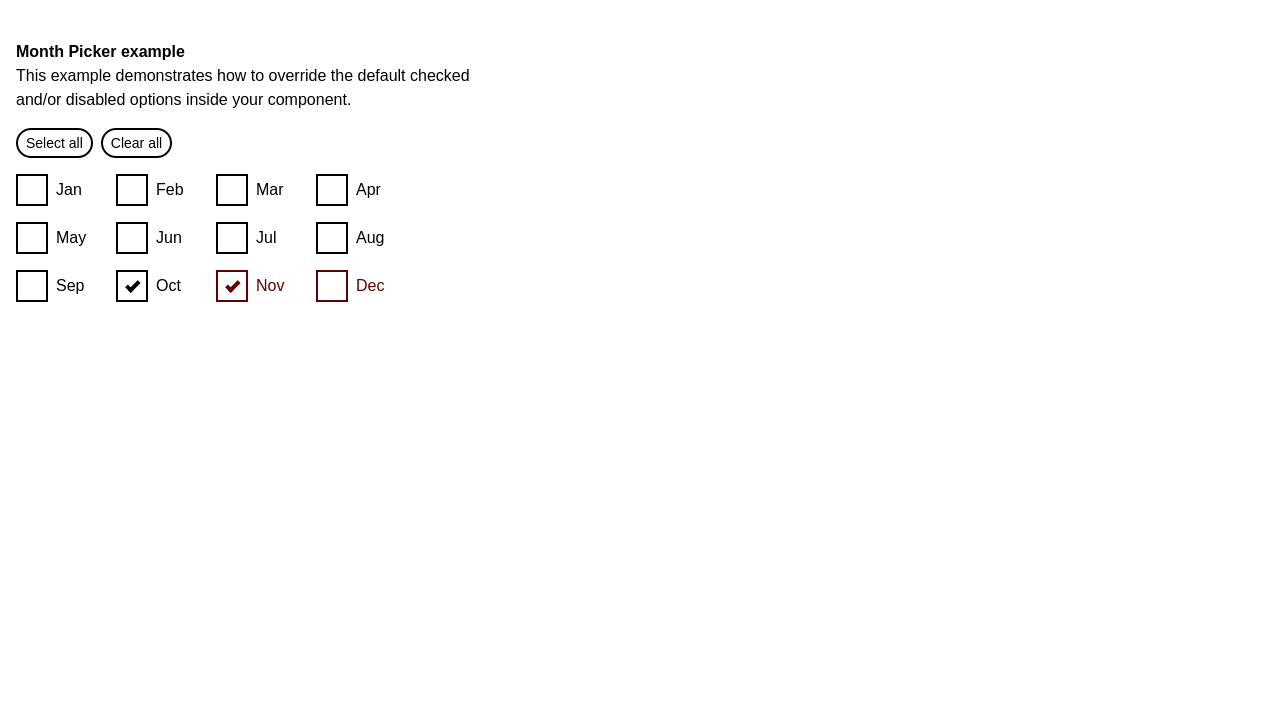 Month Picker example
This example demonstrates how to override the default checked
and/or disabled options inside your component.
Select all Clear all
Jan Feb Mar Apr
May Jun Jul Aug
Sep Oct Nov Dec